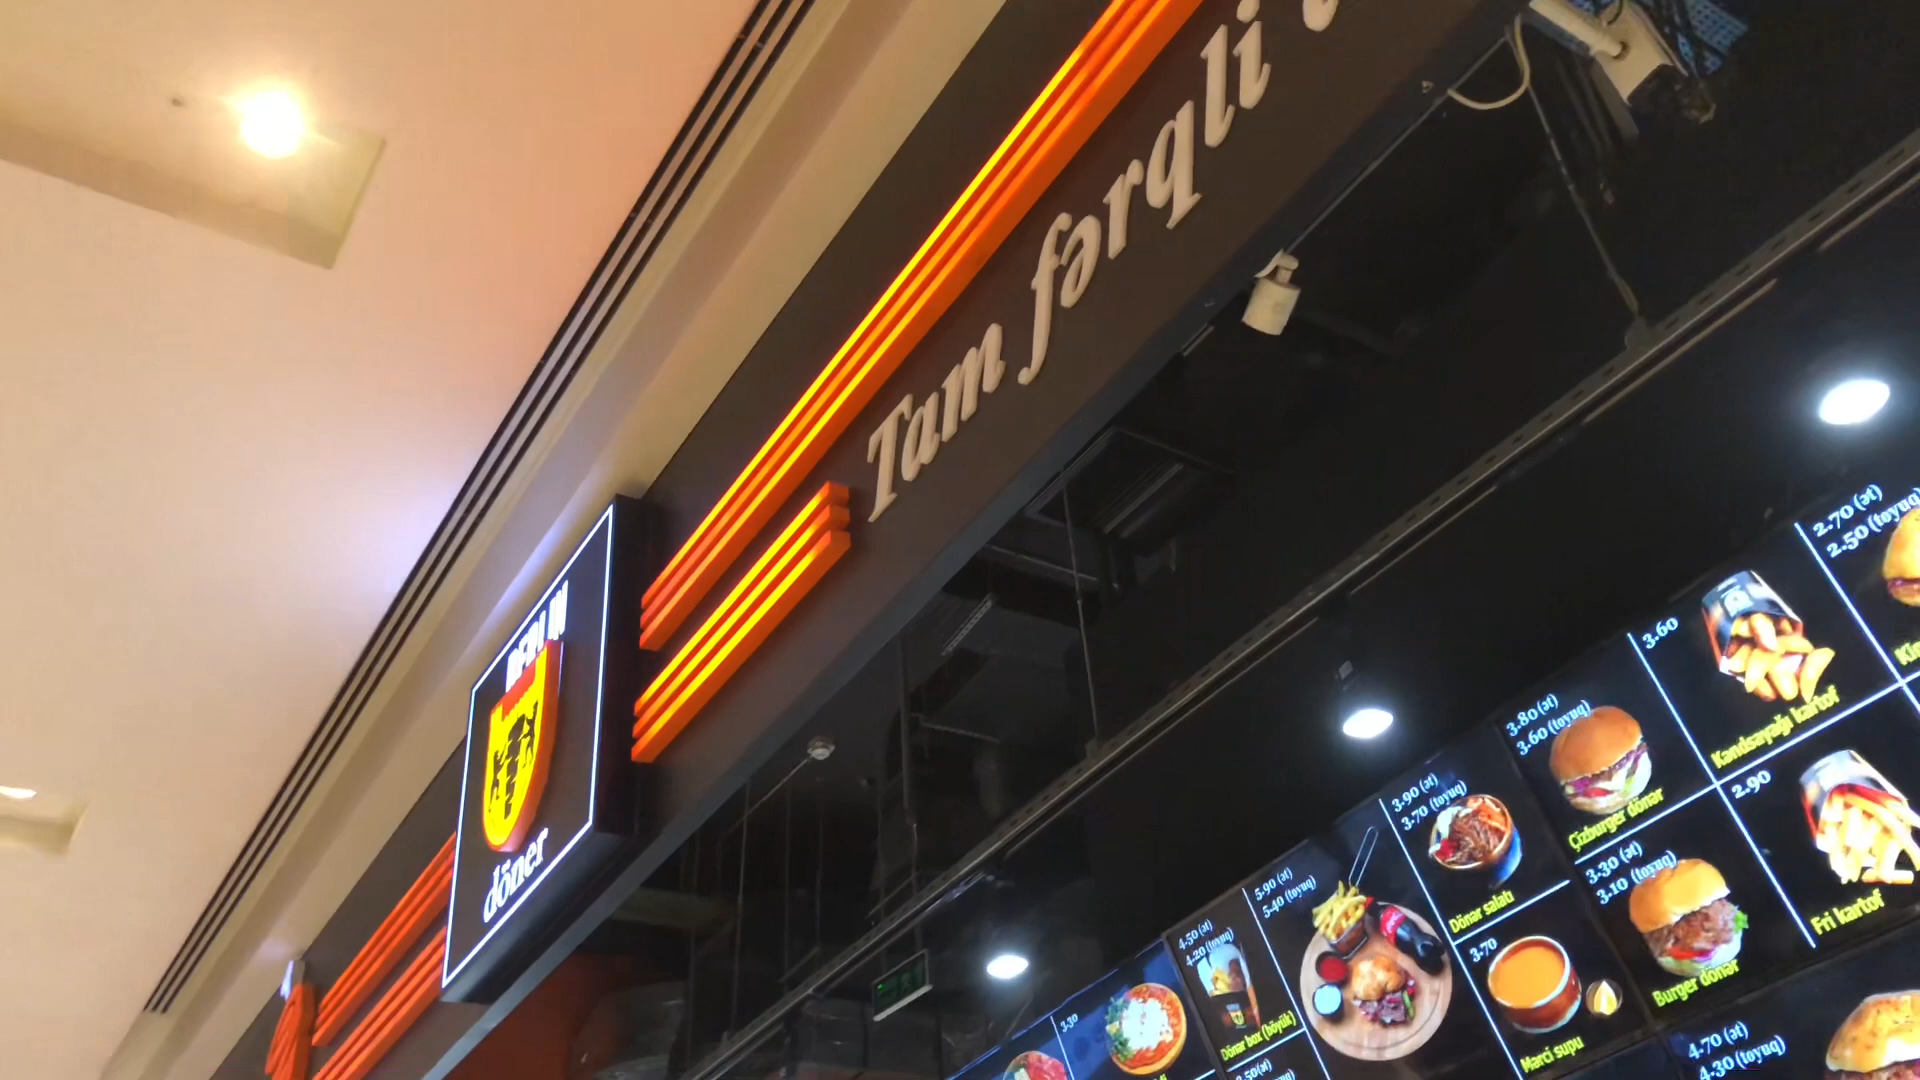 Tam fərqli
BERLIN
döner
2.70 (ət)
2.50 (toyuq)
3.60
Kəndsayağı kartof
3.80 (ət)
3.60 (toyuq)
Çizburger dönər
2.90
Fri kartof
3.90 (ət)
3.70 (toyuq)
Dönər salatı
3.30 (ət)
3.10 (toyuq)
Burger dönər
5.90 (ət)
5.40 (toyuq)
3.70
Mərci supu
4.50 (ət)
4.20 (toyuq)
Dönər box (böyük)
3.30
4.70 (ət)
4.30 (toyuq)